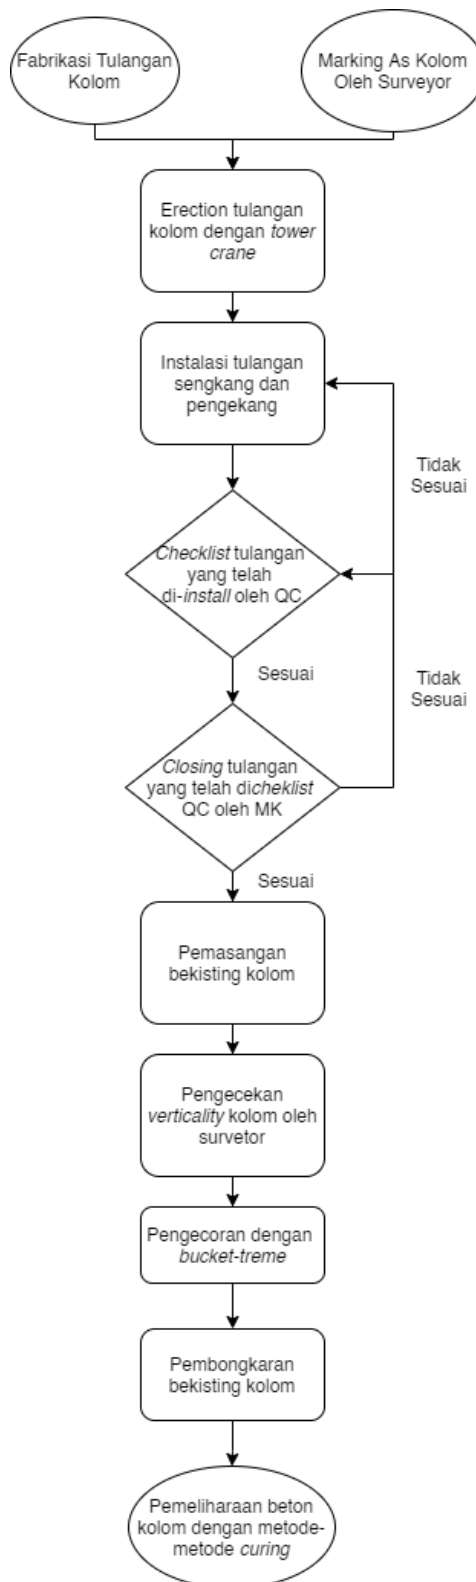 Fabrikasi Tulangan
Kolom
Marking As Kolom
Oleh Surveyor
Erection tulangan
kolom dengan tower
crane
Instalasi tulangan
sengkang dan
pengekang
Tidak
Sesuai
Checklist tulangan
yang telah
di-install oleh QC
Sesuai
Tidak
Sesuai
Closing tulangan
yang telah dicheklist
QC oleh MK
Sesuai
Pemasangan
bekisting kolom
Pengecekan
verticality kolom oleh
survetor
Pengecoran dengan
bucket-treme
Pembongkaran
bekisting kolom
Pemeliharaan beton
kolom dengan metode-
metode curing